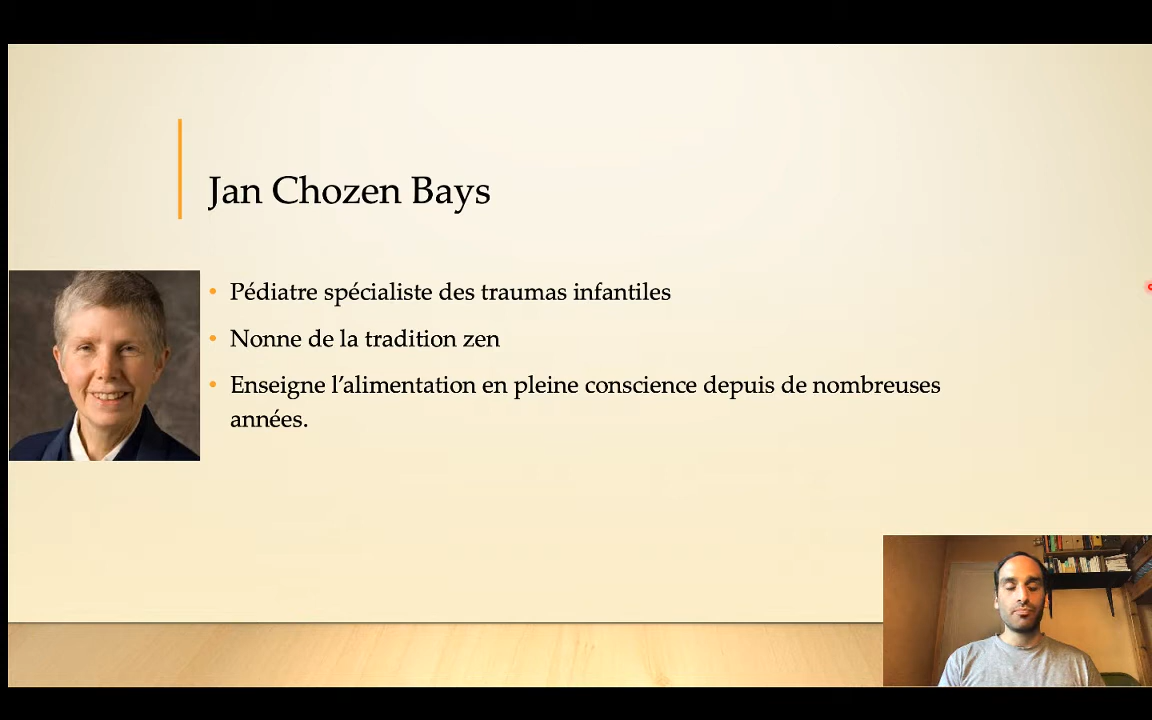 Jan Chozen Bays
• Pédiatre spécialiste des traumas infantiles
• Nonne de la tradition zen
• Enseigne l’alimentation en pleine conscience depuis de nombreuses
années.